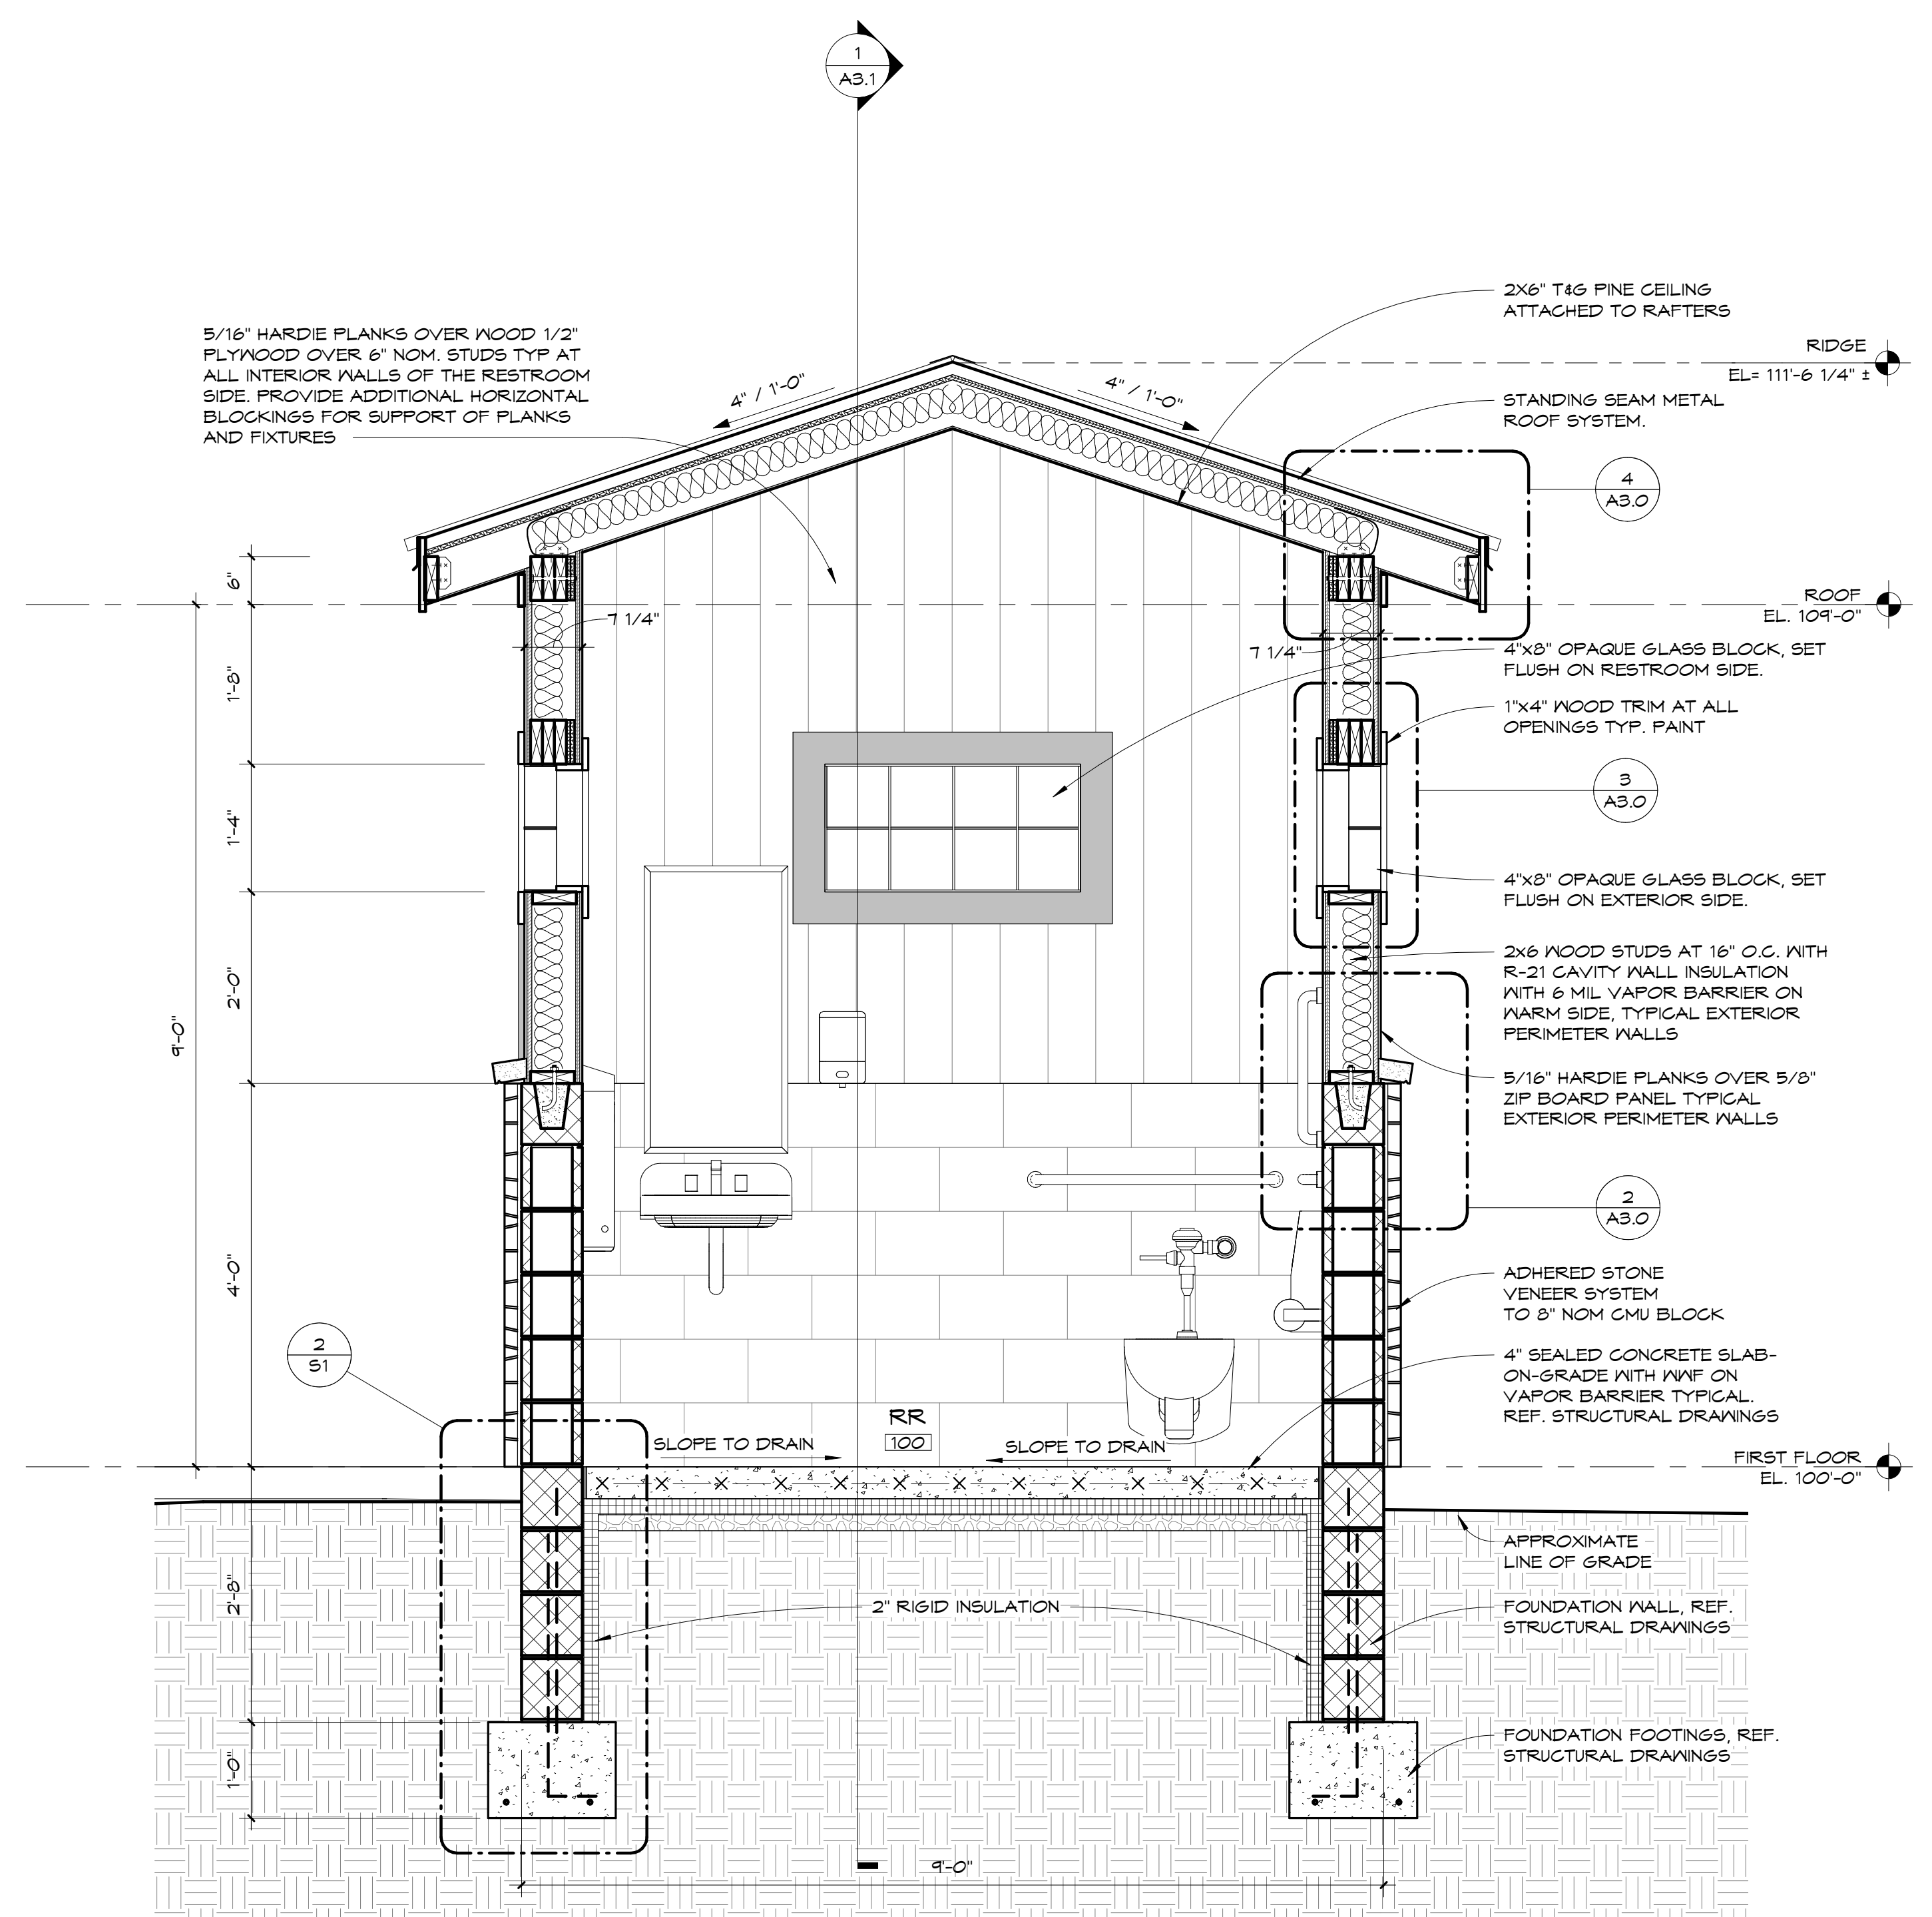 1
A3.1
2X6" T&G PINE CEILING
ATTACHED TO RAFTERS
5/16" HARDIE PLANKS OVER WOOD 1/2"
PLYWOOD OVER 6" NOM. STUDS TYP AT
ALL INTERIOR WALLS OF THE RESTROOM
SIDE. PROVIDE ADDITIONAL HORIZONTAL
BLOCKINGS FOR SUPPORT OF PLANKS
AND FIXTURES
RIDGE
EL= 111'-6 1/4" ±
4" / 1'-0"
4" / 1'-0"
STANDING SEAM METAL
ROOF SYSTEM.
4
A3.0
6"
ROOF
EL. 109'-0"
7 1/4"
7 1/4"
4"x8" OPAQUE GLASS BLOCK, SET
FLUSH ON RESTROOM SIDE.
1'-8"
1"x4" WOOD TRIM AT ALL
OPENINGS TYP. PAINT
3
A3.0
1'-4"
4"x8" OPAQUE GLASS BLOCK, SET
FLUSH ON EXTERIOR SIDE.
2x6 WOOD STUDS AT 16" O.C. WITH
R-21 CAVITY WALL INSULATION
WITH 6 MIL VAPOR BARRIER ON
WARM SIDE, TYPICAL EXTERIOR
PERIMETER WALLS
2'-0"
9'-0"
5/16" HARDIE PLANKS OVER 5/8"
ZIP BOARD PANEL TYPICAL
EXTERIOR PERIMETER WALLS
2
A3.0
4'-0"
ADHERED STONE
VENEER SYSTEM
TO 8" NOM CMU BLOCK
2
S1
4" SEALED CONCRETE SLAB-
ON-GRADE WITH WWF ON
VAPOR BARRIER TYPICAL.
REF. STRUCTURAL DRAWINGS
RR
100
SLOPE TO DRAIN
SLOPE TO DRAIN
FIRST FLOOR
EL. 100'-0"
APPROXIMATE
LINE OF GRADE
2'-8"
2" RIGID INSULATION
FOUNDATION WALL, REF.
STRUCTURAL DRAWINGS
FOUNDATION FOOTINGS, REF.
STRUCTURAL DRAWINGS
1'-0"
9'-0"